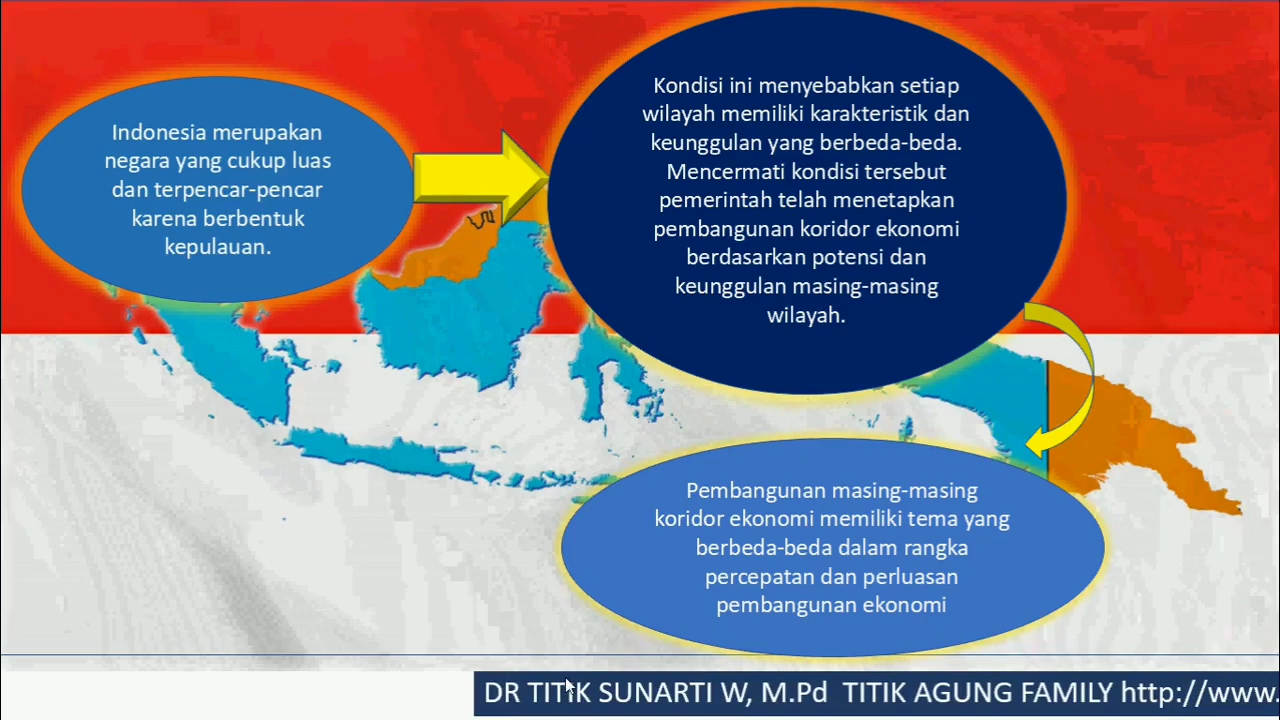 Indonesia merupakan
negara yang cukup luas
dan terpencar-pencar
karena berbentuk
kepulauan.
Kondisi ini menyebabkan setiap
wilayah memiliki karakteristik dan
keunggulan yang berbeda-beda.
Mencermati kondisi tersebut
pemerintah telah menetapkan
pembangunan koridor ekonomi
berdasarkan potensi dan
keunggulan masing-masing
wilayah.
Pembangunan masing-masing
koridor ekonomi memiliki tema yang
berbeda-beda dalam rangka
percepatan dan perluasan
pembangunan ekonomi
DR TITIK SUNARTI W, M.Pd  TITIK AGUNG FAMILY http://www.